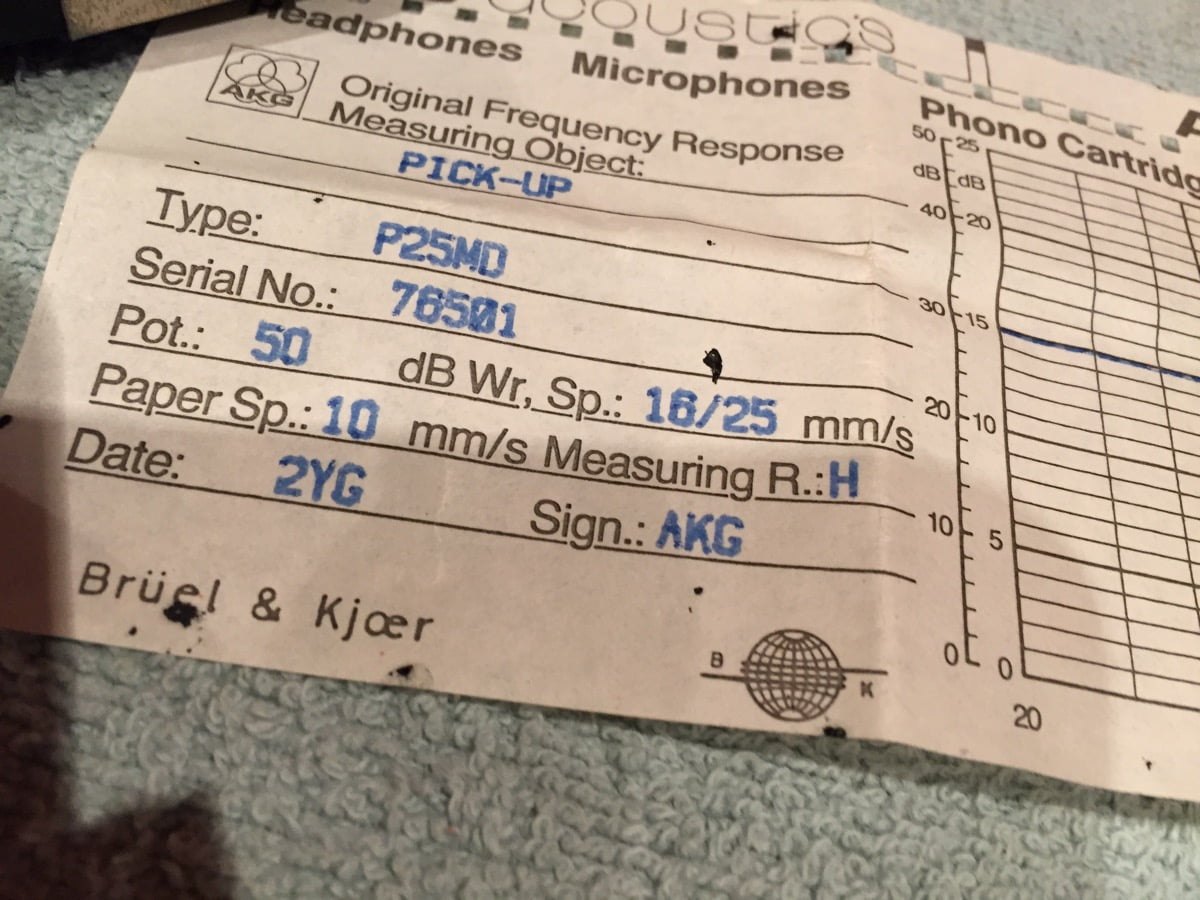 acoustics
Headphones Microphones
Phono Cartridg
AKG
Original Frequency Response
Measuring Object:
PICK-UP
Type: P25MD
Serial No.: 76501
Pot.: 50 dB Wr, Sp.: 16/25 mm/s
Paper Sp.: 10 mm/s Measuring R.: H
Date: 2YG Sign.: AKG
Brüel & Kjær
B K
50 25
dB dB
40 20
30 15
20 10
10 5
0 0
20